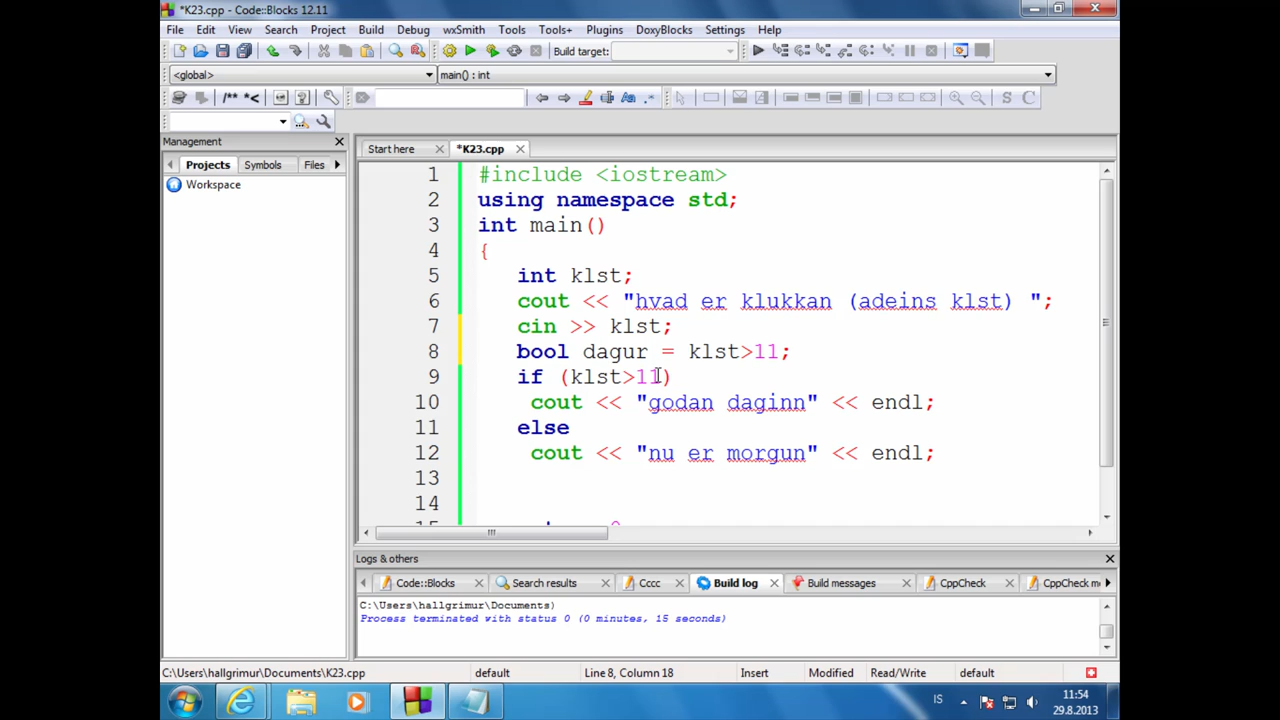 *K23.cpp - Code::Blocks 12.11
File Edit View Search Project Build Debug wxSmith Tools Tools+ Plugins DoxyBlocks Settings Help
Build target:
<global> main() : int
/** *< Aa .*
S C
Management
Projects Symbols Files
Workspace
Start here *K23.cpp
1 #include <iostream>
2 using namespace std;
3 int main()
4 {
5 int klst;
6 cout << "hvad er klukkan (adeins klst) ";
7 cin >> klst;
8 bool dagur = klst>11;
9 if (klst>11)
10 cout << "godan daginn" << endl;
11 else
12 cout << "nu er morgun" << endl;
13
14
Logs & others
Code::Blocks Search results Cccc Build log Build messages CppCheck CppCheck me
C:\Users\hallgrimur\Documents)
Process terminated with status 0 (0 minutes, 15 seconds)
C:\Users\hallgrimur\Documents\K23.cpp default Line 8, Column 18 Insert Modified Read/Write default
IS 11:54
29.8.2013